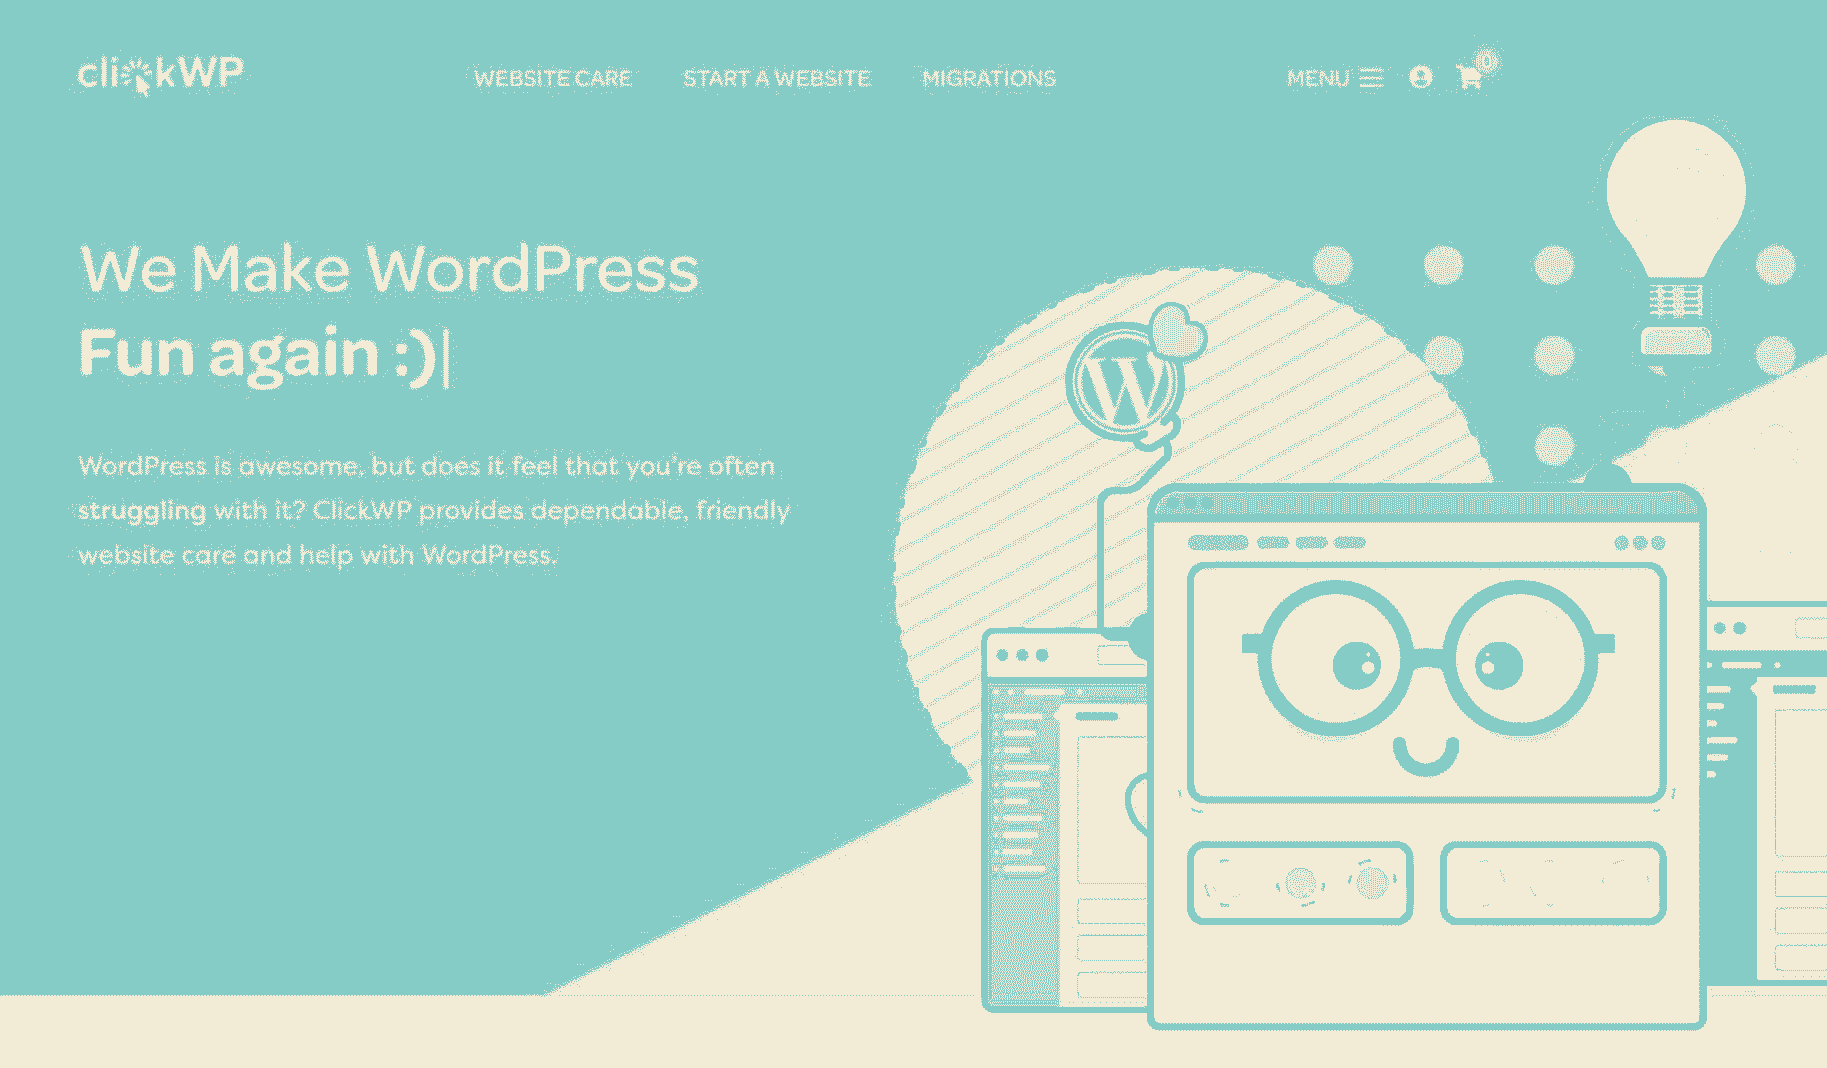 clickWP
WEBSITE CARE START A WEBSITE MIGRATIONS MENU 0
We Make WordPress
Fun again :)|
WordPress is awesome, but does it feel that you're often
struggling with it? ClickWP provides dependable, friendly
website care and help with WordPress.
W